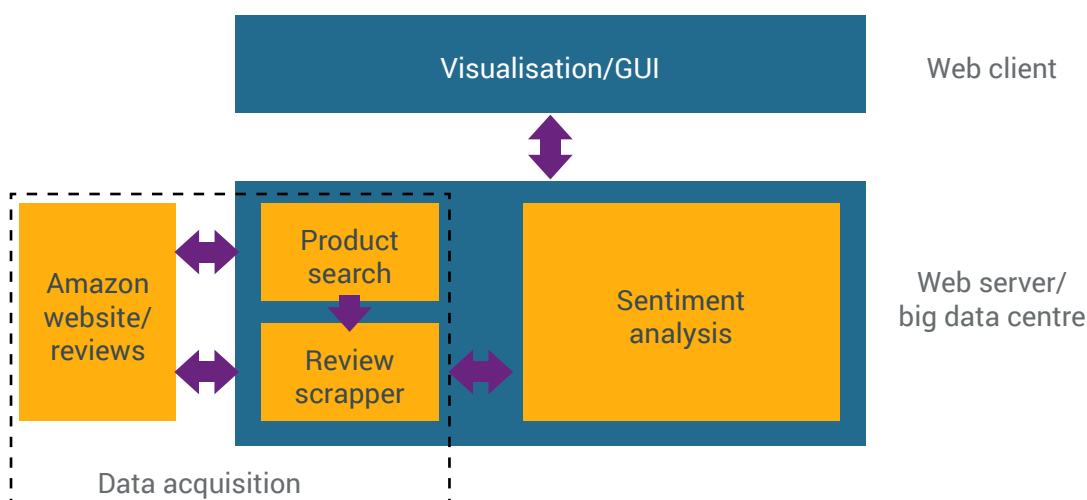 Visualisation/GUI
Web client
Amazon
website/
reviews
Product
search
Review
scrapper
Sentiment
analysis
Web server/
big data centre
Data acquisition